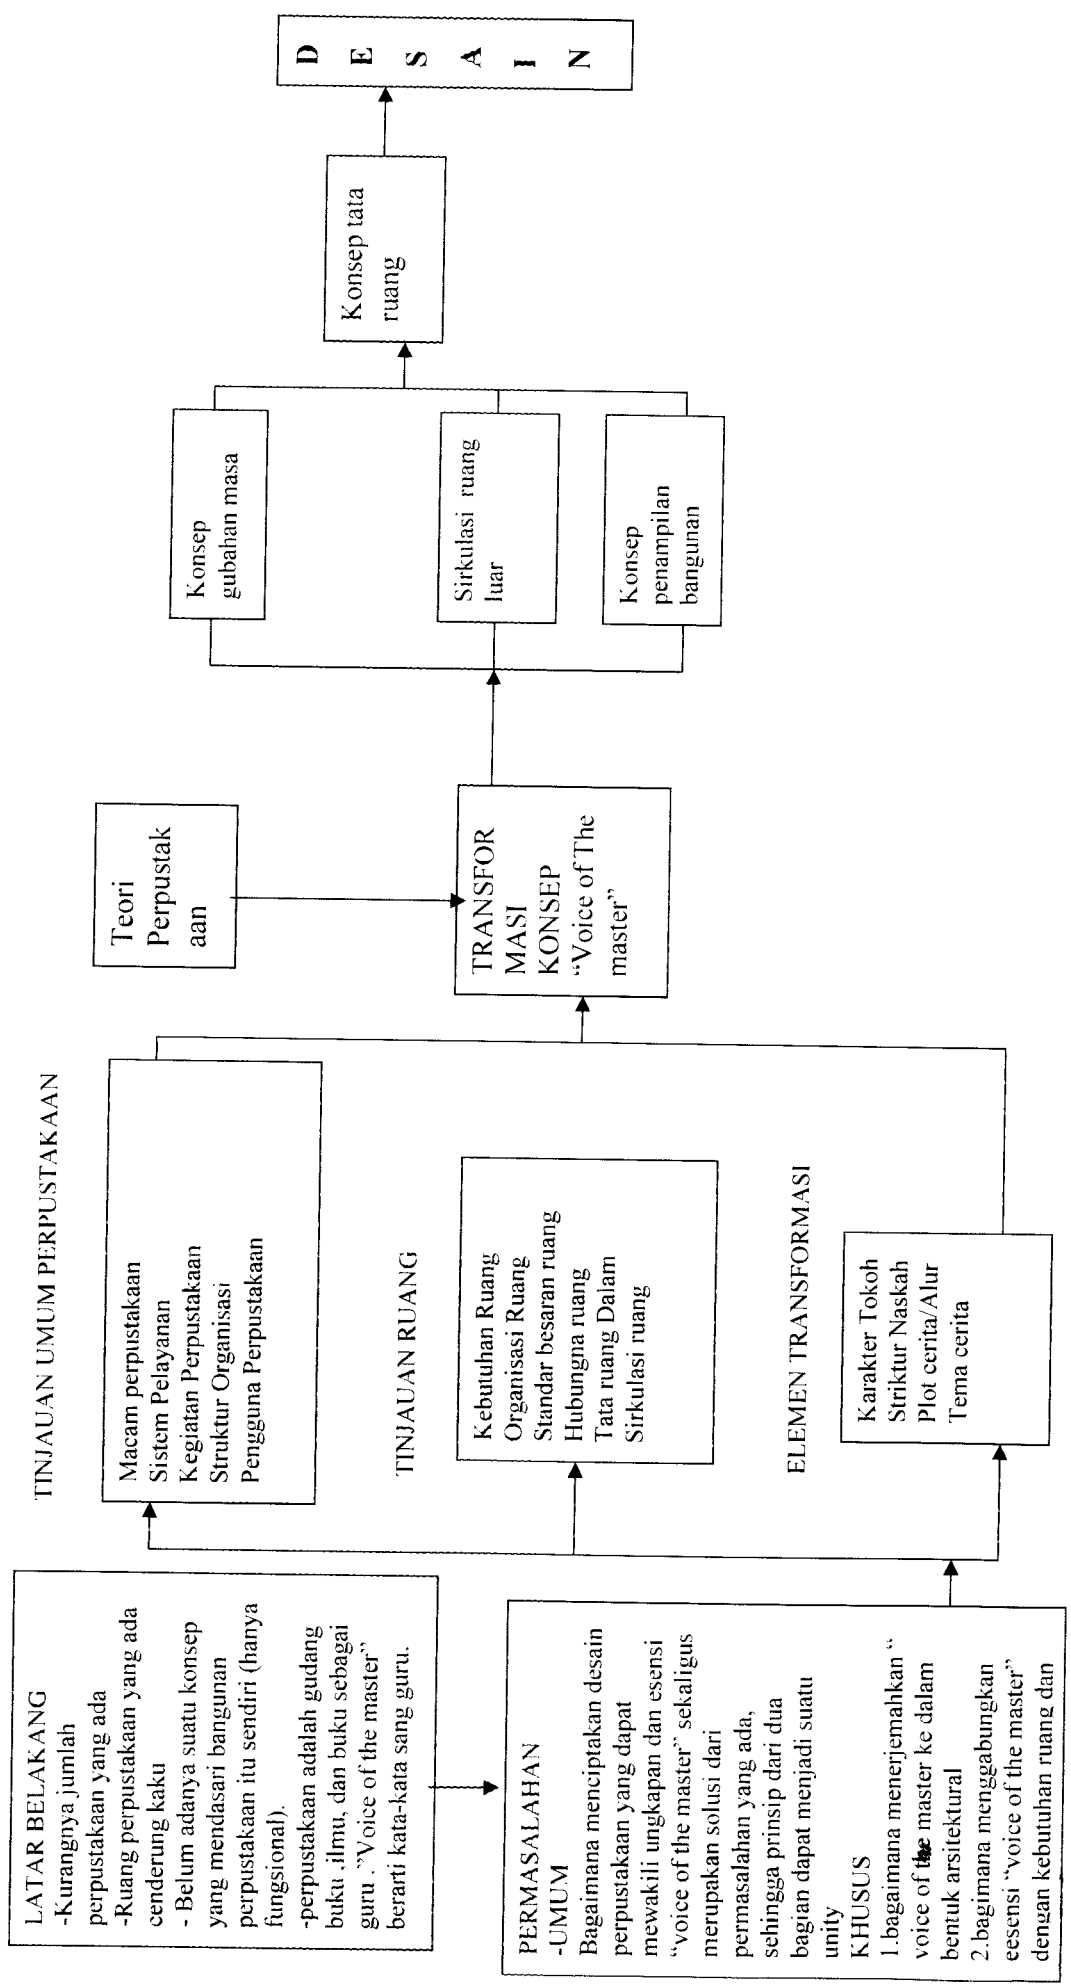 LATAR BELAKANG
-Kurangnya jumlah
perpustakaan yang ada
-Ruang perpustakaan yang ada
cenderung kaku
- Belum adanya suatu konsep
yang mendasari bangunan
perpustakaan itu sendiri (hanya
fungsional).
-perpustakaan adalah gudang
buku ,ilmu, dan buku sebagai
guru .”Voice of the master”
berarti kata-kata sang guru.
PERMASALAHAN
-UMUM
Bagaimana menciptakan desain
perpustakaan yang dapat
mewakili ungkapan dan esensi
“voice of the master” sekaligus
merupakan solusi dari
permasalahan yang ada,
sehingga prinsip dari dua
bagian dapat menjadi suatu
unity
KHUSUS
1.bagaimana menerjemahkan “
voice of the master ke dalam
bentuk arsitektural
2.bagimana menggabungkan
eesensi “voice of the master”
dengan kebutuhan ruang dan
TINJAUAN UMUM PERPUSTAKAAN
Macam perpustakaan
Sistem Pelayanan
Kegiatan Perpustakaan
Struktur Organisasi
Pengguna Perpustakaan
TINJAUAN RUANG
Kebutuhan Ruang
Organisasi Ruang
Standar besaran ruang
Hubungna ruang
Tata ruang Dalam
Sirkulasi ruang
ELEMEN TRANSFORMASI
Karakter Tokoh
Striktur Naskah
Plot cerita/Alur
Tema cerita
Teori
Perpustak
aan
TRANSFOR
MASI
KONSEP
“Voice of The
master”
Konsep
gubahan masa
Sirkulasi ruang
luar
Konsep
penampilan
bangunan
Konsep tata
ruang
D E S A I N